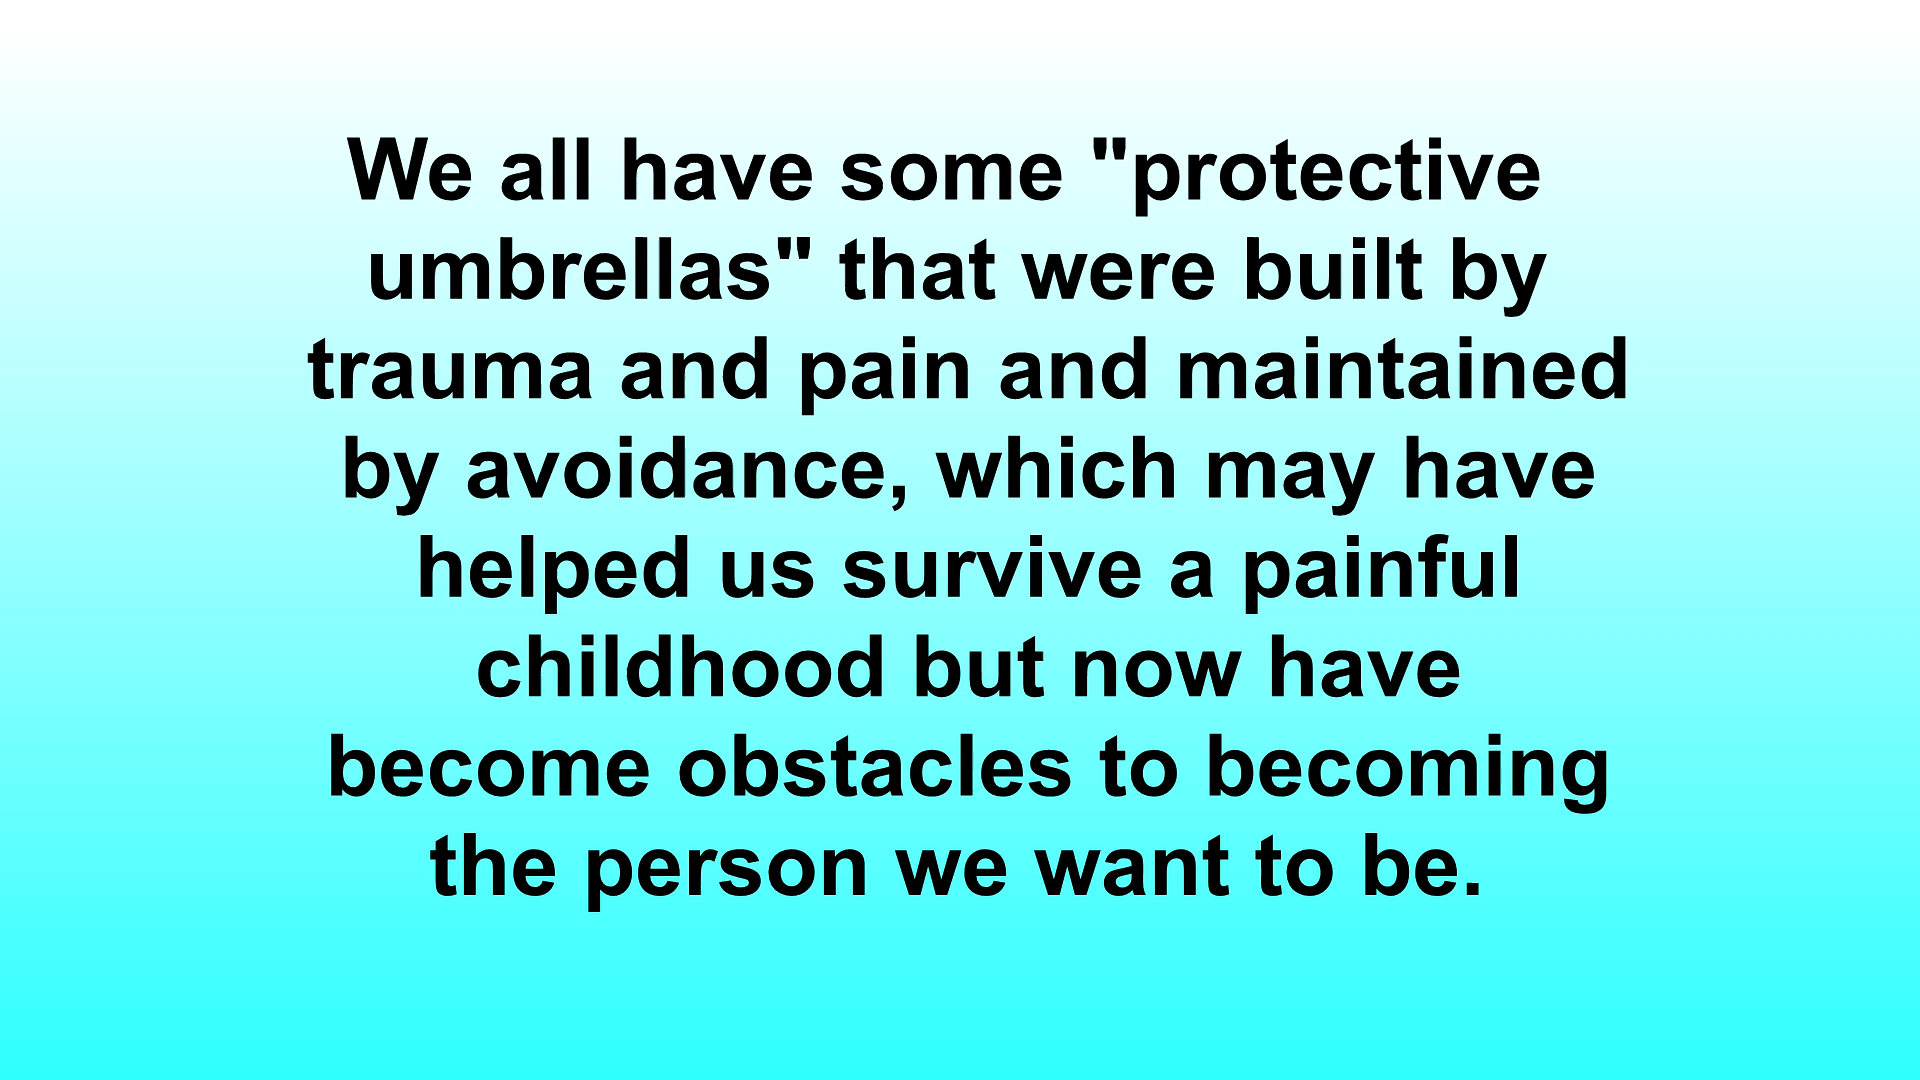 We all have some "protective
umbrellas" that were built by
trauma and pain and maintained
by avoidance, which may have
helped us survive a painful
childhood but now have
become obstacles to becoming
the person we want to be.